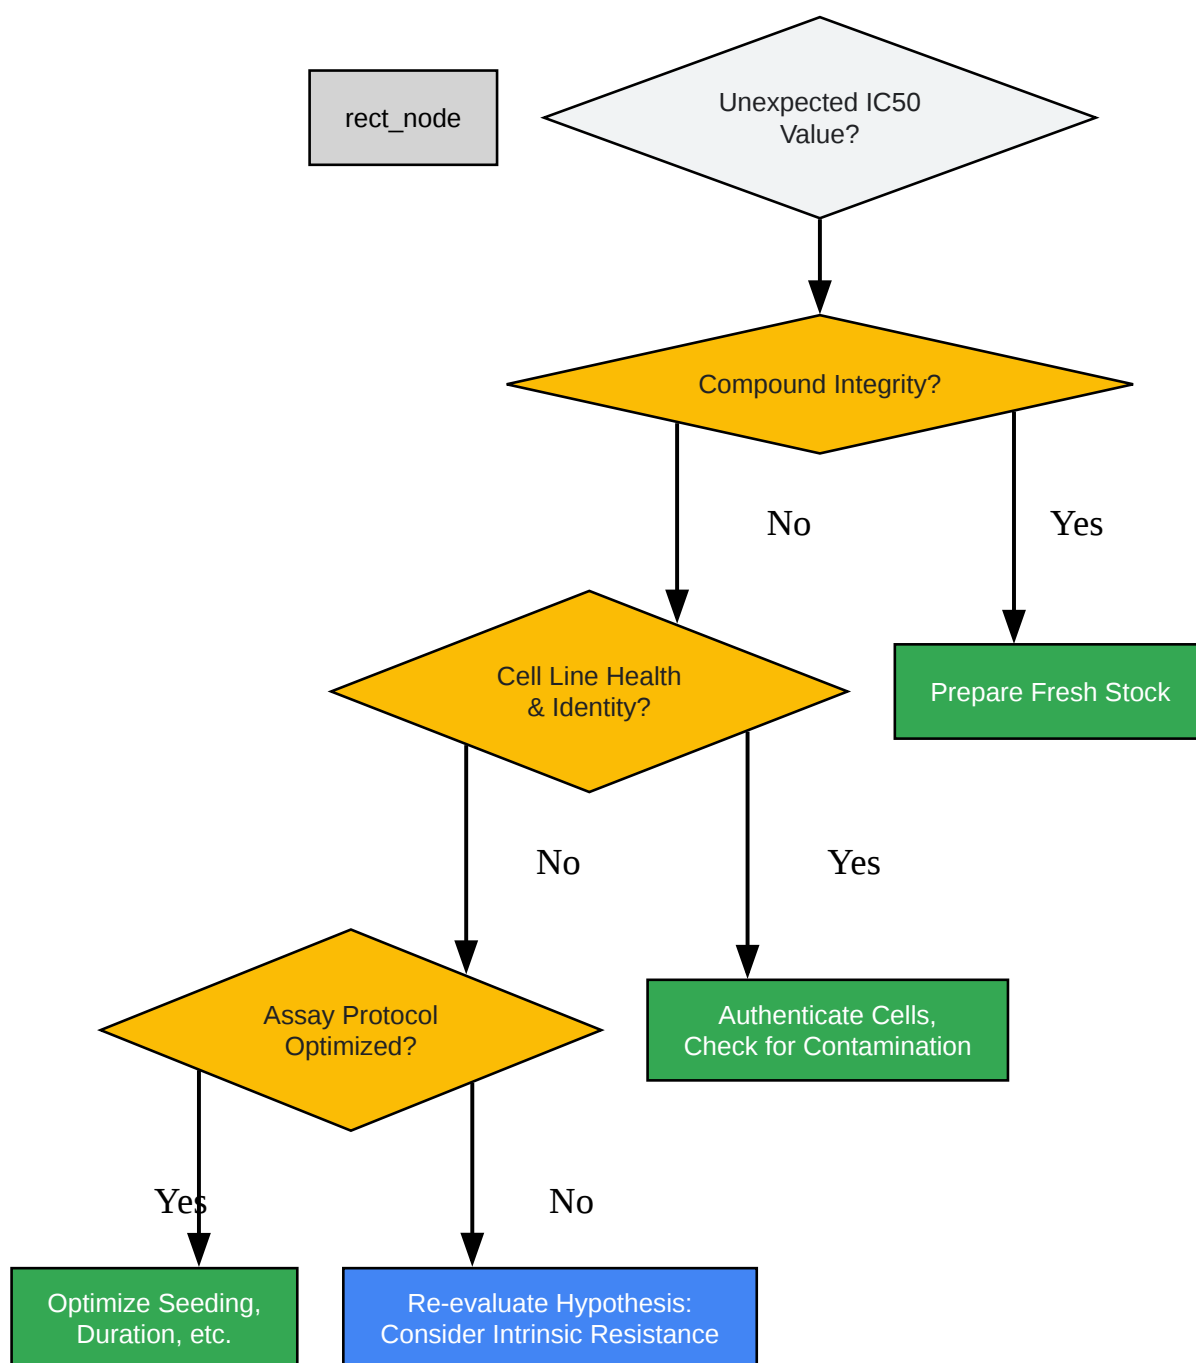 rect_node
Unexpected IC50
Value?
Compound Integrity?
No
Yes
Cell Line Health
& Identity?
Prepare Fresh Stock
No
Yes
Assay Protocol
Optimized?
Authenticate Cells,
Check for Contamination
Yes
No
Optimize Seeding,
Duration, etc.
Re-evaluate Hypothesis:
Consider Intrinsic Resistance